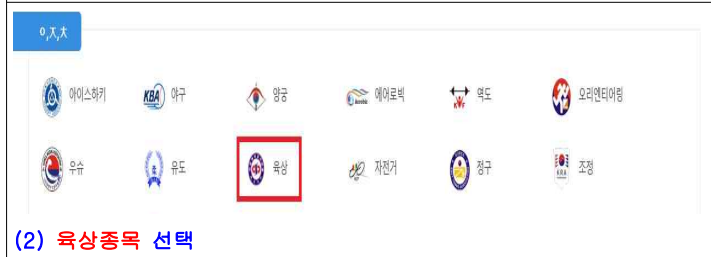 ㅇ,ㅈ,ㅊ
아이스하키 KBA 야구 양궁 에어로빅 역도 오리엔티어링
우슈 유도 육상 자전거 정구 조정
(2) 육상종목 선택